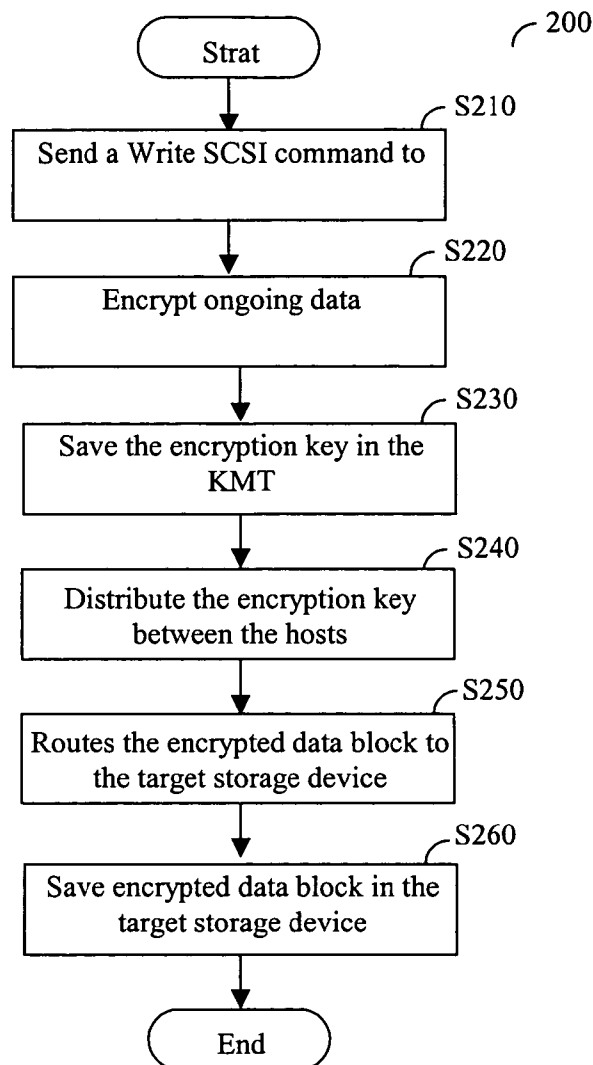 200
Strat
S210
Send a Write SCSI command to
S220
Encrypt ongoing data
S230
Save the encryption key in the
KMT
S240
Distribute the encryption key
between the hosts
S250
Routes the encrypted data block to
the target storage device
S260
Save encrypted data block in the
target storage device
End